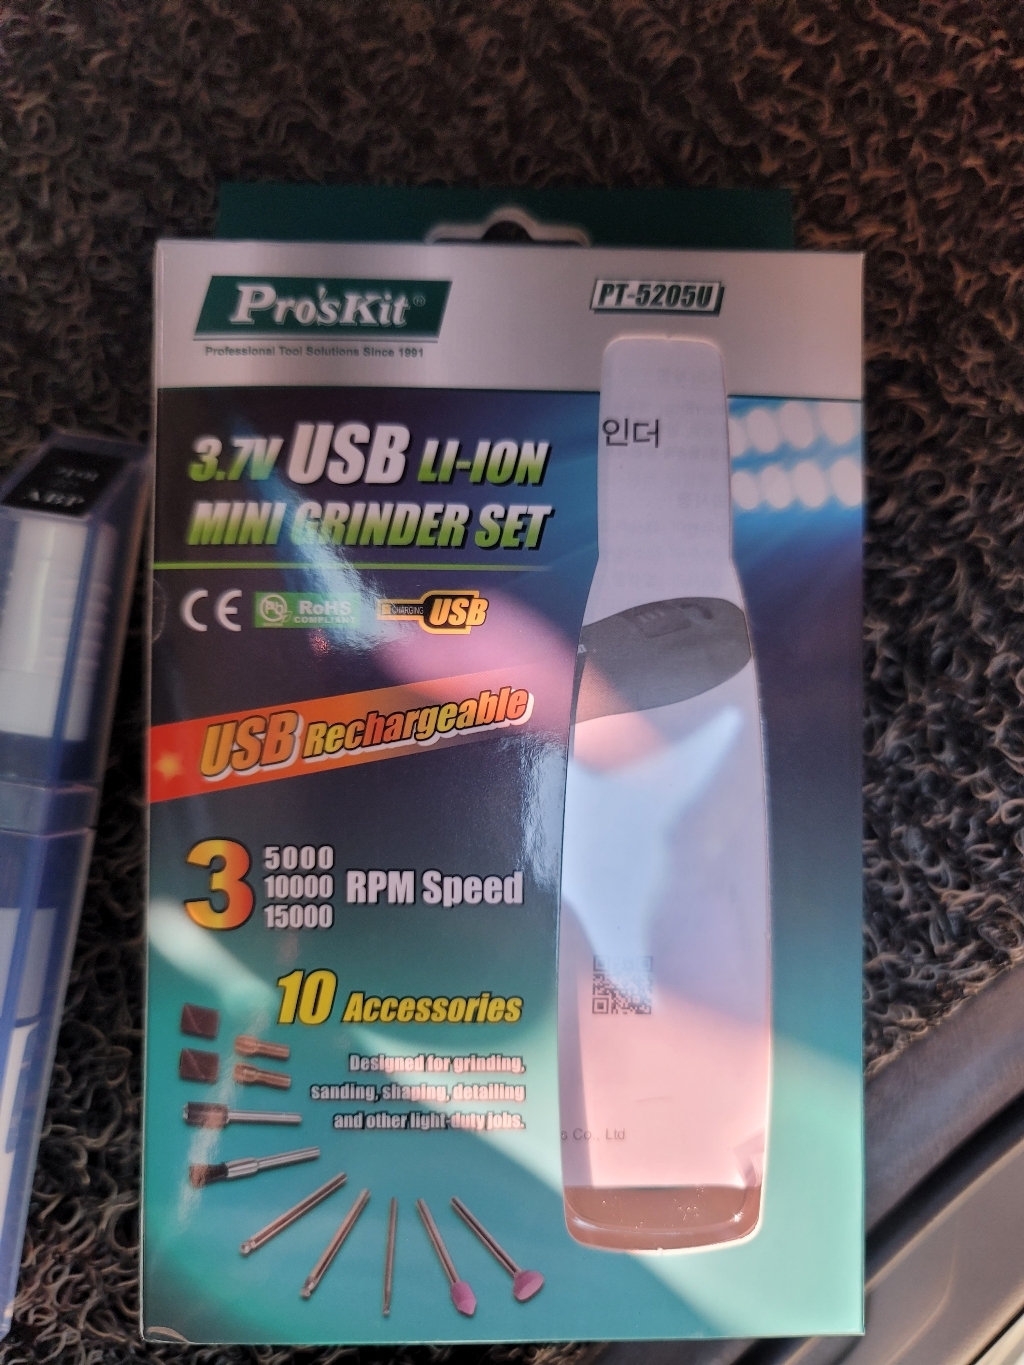 Pro'sKit®
Professional Tool Solutions Since 1991
PT-5205U
인더
3.7V USB LI-ION
MINI GRINDER SET
CE
Pb RoHS
COMPLIANT
CHARGING USB
USB Rechargeable
3 5000
10000 RPM Speed
15000
10 Accessories
Designed for grinding,
sanding, shaping, detailing
and other light-duty jobs.
s Co., Ltd